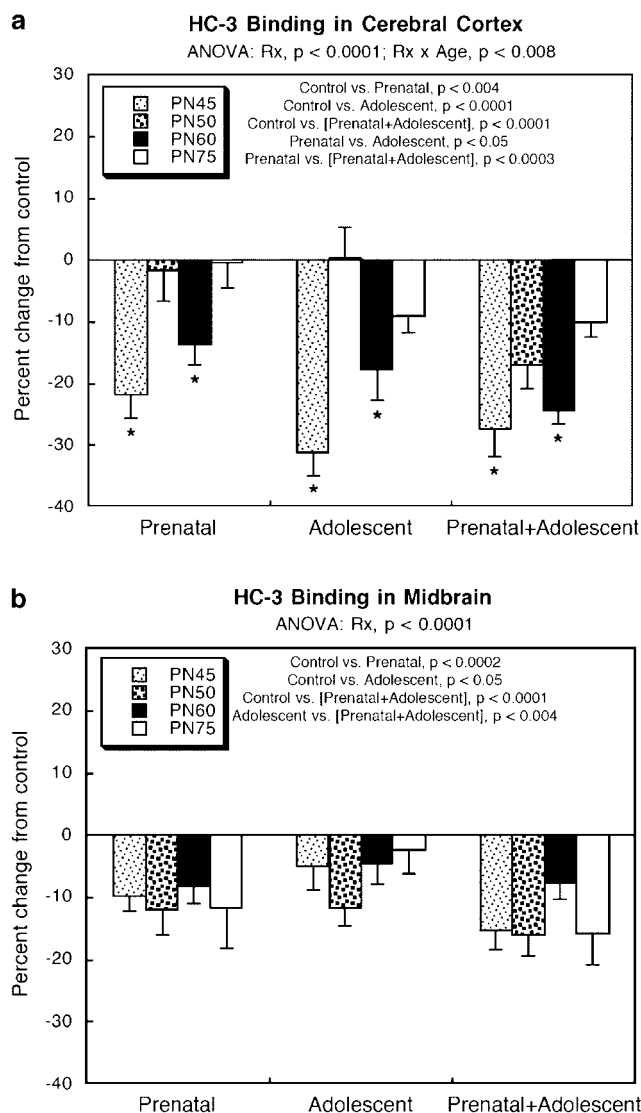 a
HC-3 Binding in Cerebral Cortex
ANOVA: Rx, p < 0.0001; Rx x Age, p < 0.008
Percent change from control
30
20
10
0
-10
-20
-30
-40
PN45
PN50
PN60
PN75
Control vs. Prenatal, p < 0.004
Control vs. Adolescent, p < 0.0001
Control vs. [Prenatal+Adolescent], p < 0.0001
Prenatal vs. Adolescent, p < 0.05
Prenatal vs. [Prenatal+Adolescent], p < 0.0003
*
*
*
*
*
*
Prenatal Adolescent Prenatal+Adolescent
b
HC-3 Binding in Midbrain
ANOVA: Rx, p < 0.0001
Percent change from control
30
20
10
0
-10
-20
-30
-40
PN45
PN50
PN60
PN75
Control vs. Prenatal, p < 0.0002
Control vs. Adolescent, p < 0.05
Control vs. [Prenatal+Adolescent], p < 0.0001
Adolescent vs. [Prenatal+Adolescent], p < 0.004
Prenatal Adolescent Prenatal+Adolescent